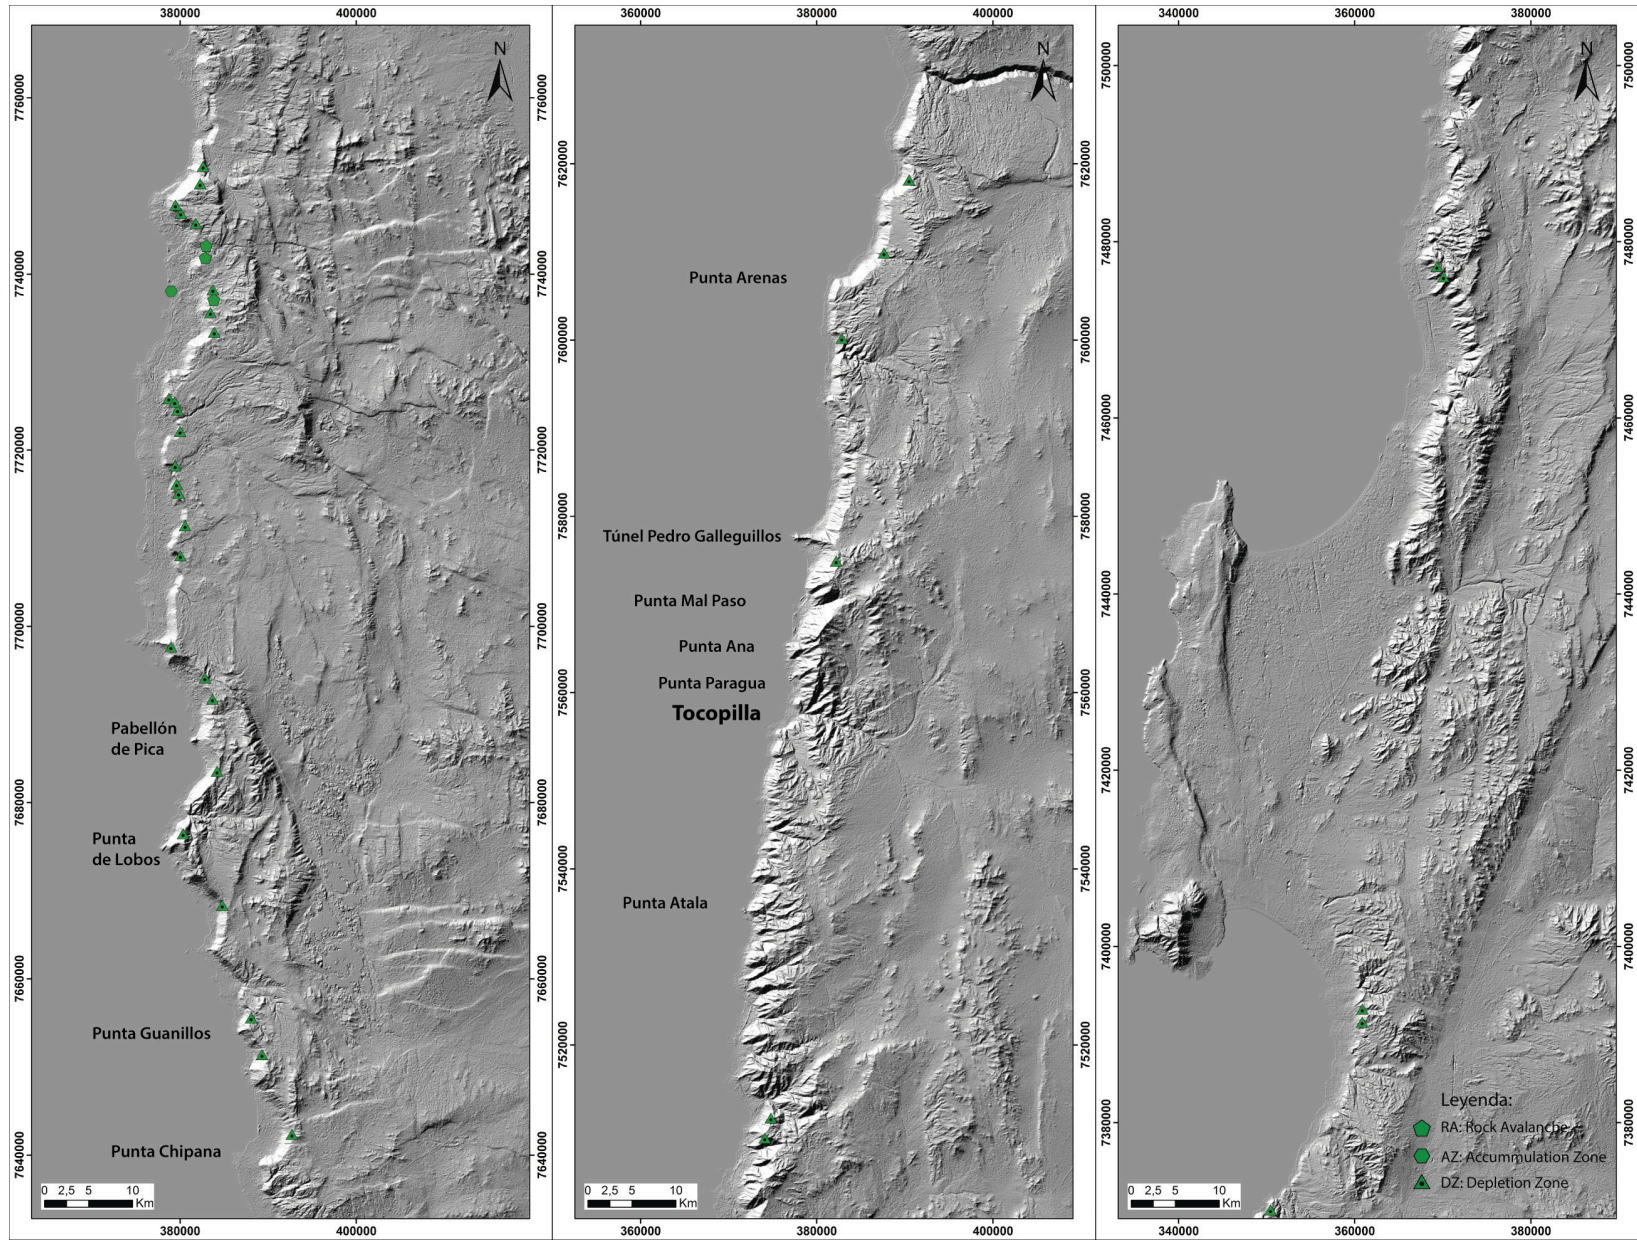 380000 400000
N
7760000
7740000
7720000
7700000
7680000
7660000
7640000
7760000
7740000
7720000
7700000
7680000
7660000
7640000
Pabellón
de Pica
Punta
de Lobos
Punta Guanillos
Punta Chipana
0 2,5 5 10
Km
380000 400000
360000 380000 400000
N
7620000
7600000
7580000
7560000
7540000
7520000
7620000
7600000
7580000
7560000
7540000
7520000
Punta Arenas
Túnel Pedro Galleguillos
Punta Mal Paso
Punta Ana
Punta Paragua
Tocopilla
Punta Atala
0 2,5 5 10
Km
360000 380000 400000
340000 360000 380000
N
7500000
7480000
7460000
7440000
7420000
7400000
7380000
7500000
7480000
7460000
7440000
7420000
7400000
7380000
Leyenda:
RA: Rock Avalanche
AZ: Accummulation Zone
DZ: Depletion Zone
0 2,5 5 10
Km
340000 360000 380000